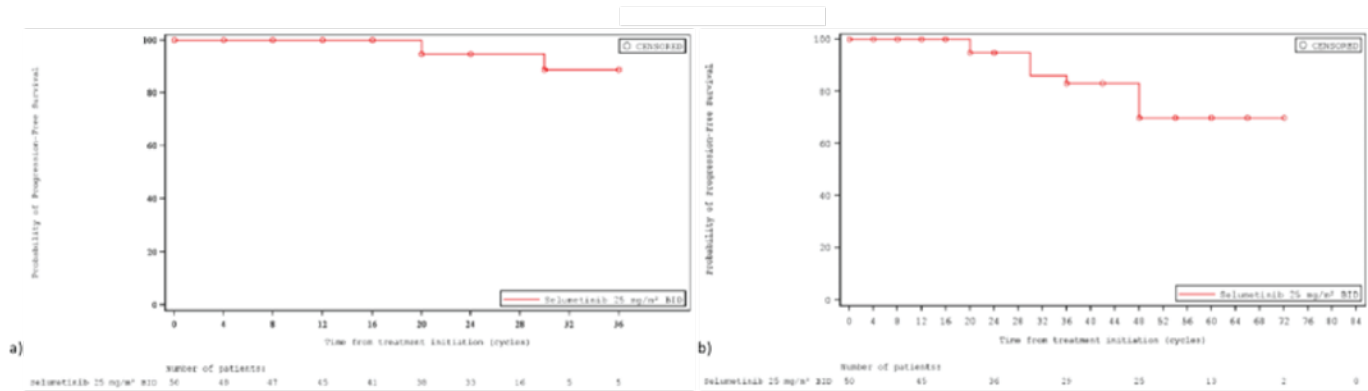 100
80
60
40
20
0
Probability of Progression-Free Survival
O CENSORED
Selumetinib 25 mg/m² BID
0 4 8 12 16 20 24 28 32 36
Time from treatment initiation (cycles)
a)
Number of patients:
Selumetinib 25 mg/m² BID 47 41 33 16 5 5
100
80
60
40
20
0
Probability of Progression-Free Survival
O CENSORED
Selumetinib 25 mg/m² BID
0 4 8 12 16 20 24 28 32 36 40 44 48 52 56 60 64 68 72 76 80 84
Time from treatment initiation (cycles)
b)
Number of patients:
Selumetinib 25 mg/m² BID 50 45 36 29 25 13 2 0